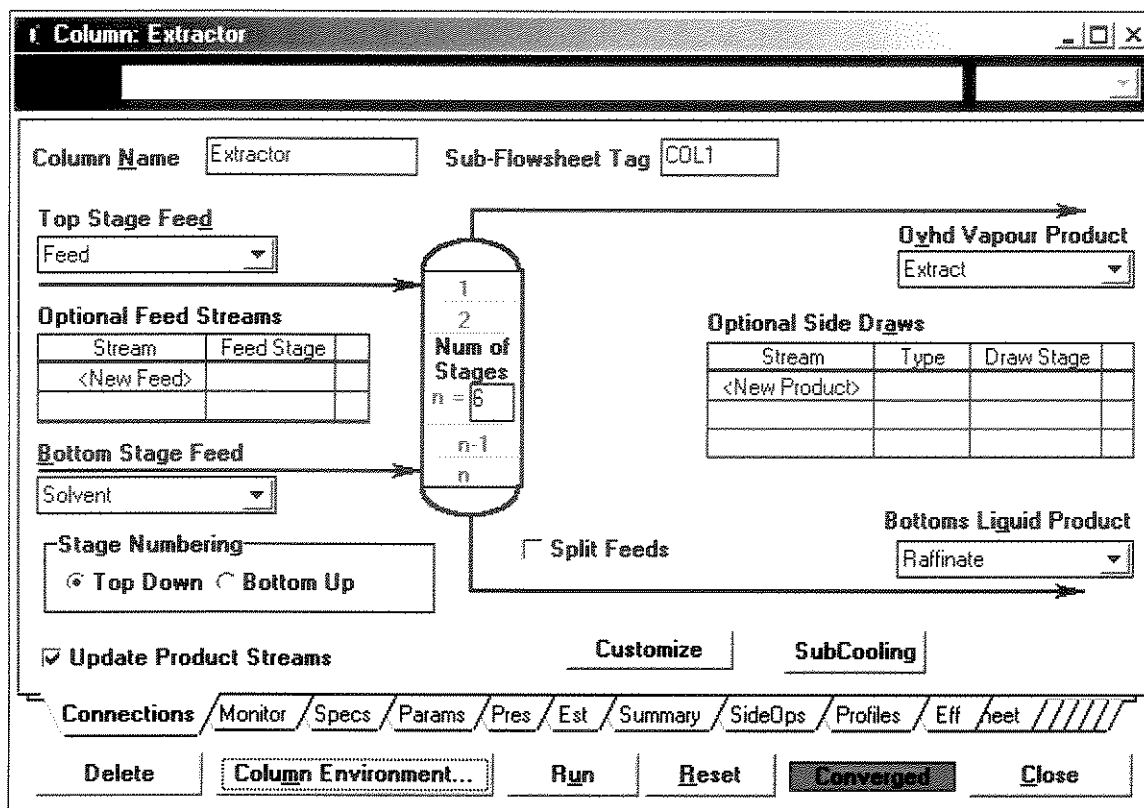 Column: Extractor
Column Name Extractor Sub-Flowsheet Tag COL1
Top Stage Feed
Feed
Ovhd Vapour Product
Extract
1
2
Num of
Stages
n = 6
n-1
n
Optional Feed Streams
Stream Feed Stage
<New Feed>
Optional Side Draws
Stream Type Draw Stage
<New Product>
Bottom Stage Feed
Solvent
Bottoms Liquid Product
Raffinate
Stage Numbering
Top Down Bottom Up
Split Feeds
Update Product Streams
Customize SubCooling
Connections Monitor Specs Params Pres Est Summary SideOps Profiles Eff heet
Delete Column Environment... Run Reset Converged Close